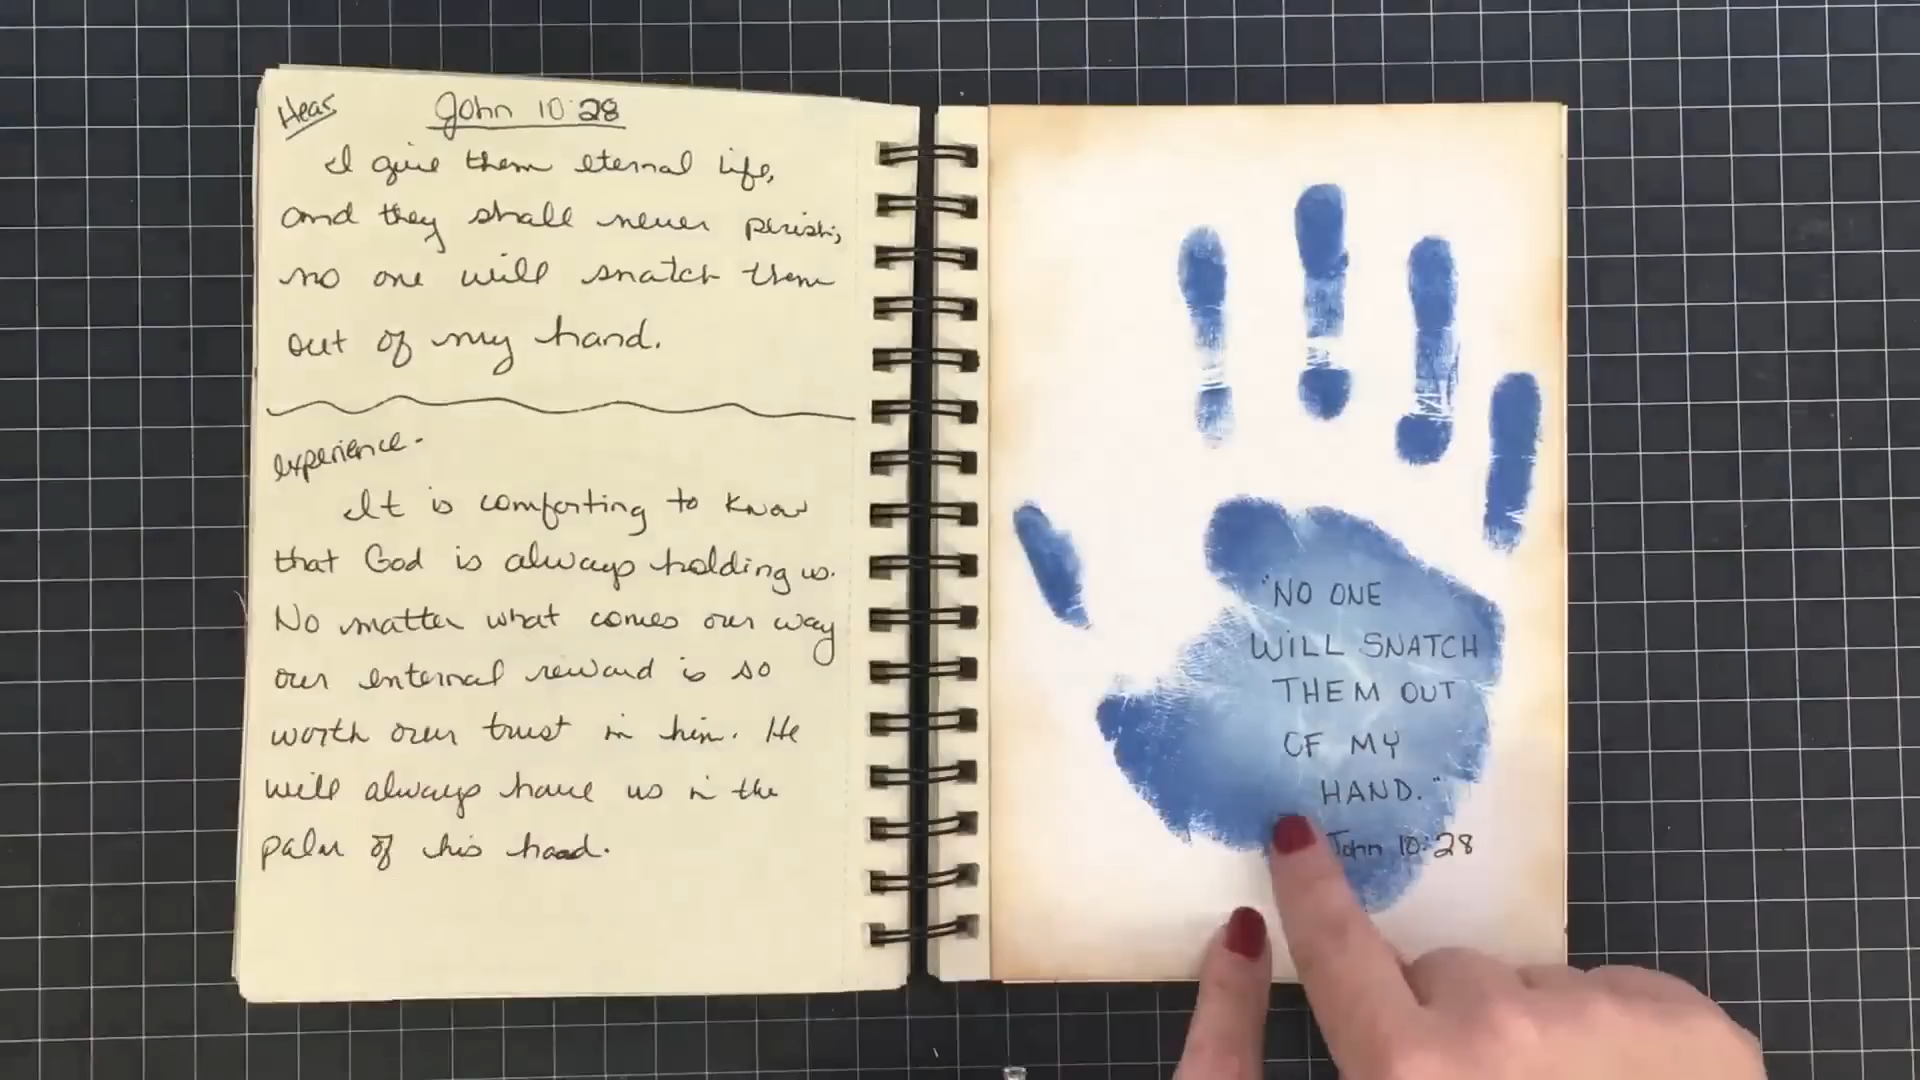 Hear
John 10:28
I give them eternal life,
and they shall never perish;
no one will snatch them
out of my hand.
experience-
It is comforting to know
that God is always holding us.
No matter what comes our way
our enternal reward is so
worth our trust in him. He
will always have us in the
palm of his hand.
"NO ONE
WILL SNATCH
THEM OUT
OF MY
HAND."
John 10:28